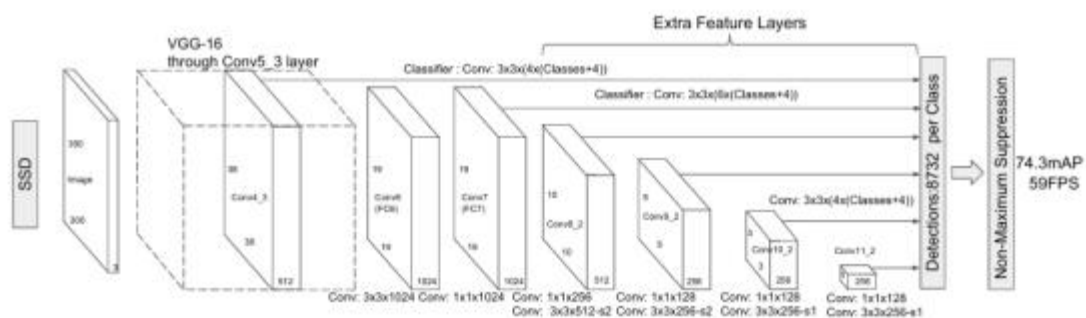 Extra Feature Layers
VGG-16
through Conv5_3 layer
Classifier : Conv: 3x3x(4x(Classes+4))
Classifier : Conv: 3x3x(6x(Classes+4))
SSD
300
Image
300
3
38
Conv4_3
38
512
19
Conv6
(FC6)
19
1024
19
Conv7
(FC7)
19
1024
10
Conv8_2
10
512
5
Conv9_2
5
256
Conv: 3x3x(4x(Classes+4))
3
Conv10_2
3
256
Conv11_2
256
Detections:8732 per Class
Non-Maximum Suppression
74.3mAP
59FPS
Conv: 3x3x1024
Conv: 1x1x1024
Conv: 1x1x256
Conv: 3x3x512-s2
Conv: 1x1x128
Conv: 3x3x256-s2
Conv: 1x1x128
Conv: 3x3x256-s1
Conv: 1x1x128
Conv: 3x3x256-s1